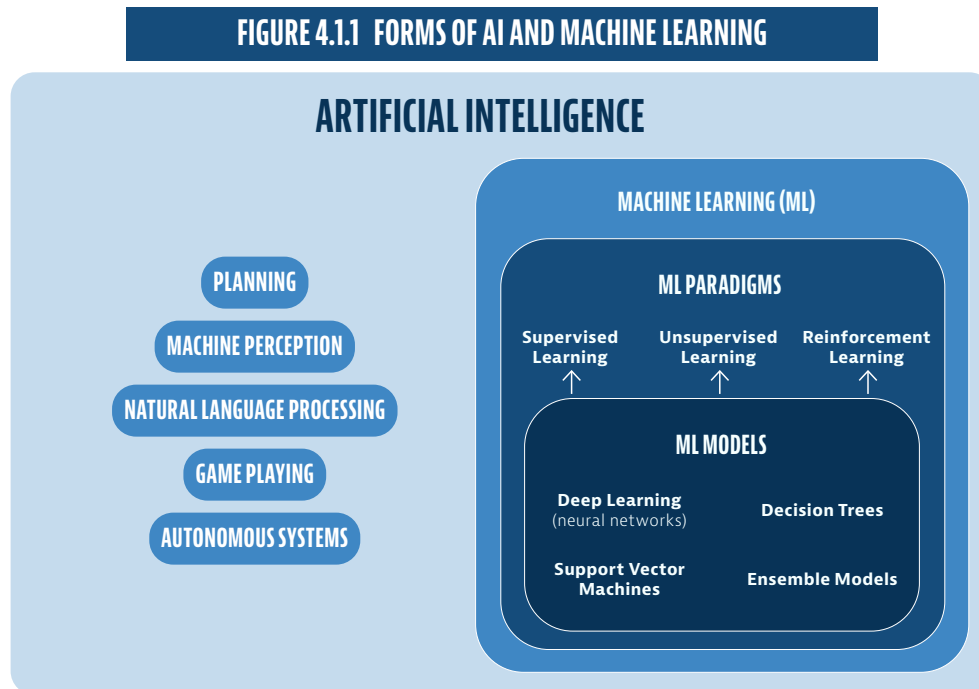 FIGURE 4.1.1 FORMS OF AI AND MACHINE LEARNING
ARTIFICIAL INTELLIGENCE
PLANNING
MACHINE PERCEPTION
NATURAL LANGUAGE PROCESSING
GAME PLAYING
AUTONOMOUS SYSTEMS
MACHINE LEARNING (ML)
ML PARADIGMS
Supervised
Learning
Unsupervised
Learning
Reinforcement
Learning
ML MODELS
Deep Learning
(neural networks)
Decision Trees
Support Vector
Machines
Ensemble Models